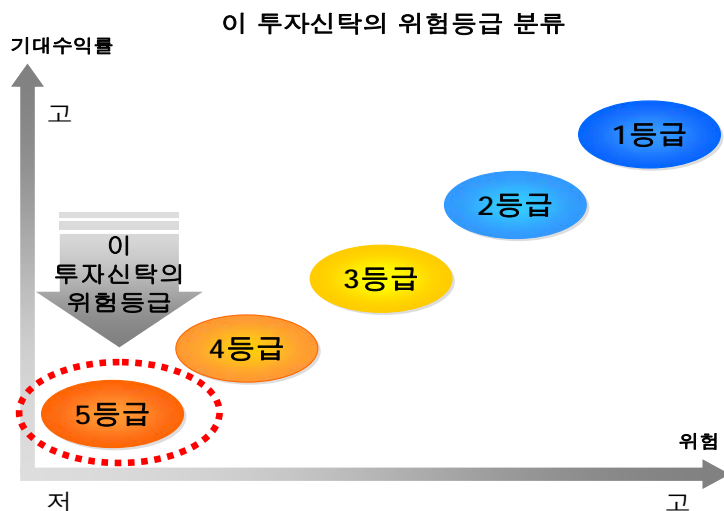 이 투자신탁의 위험등급 분류
기대수익률
고
1등급
2등급
이
투자신탁의
위험등급
3등급
4등급
5등급
위험
저
고